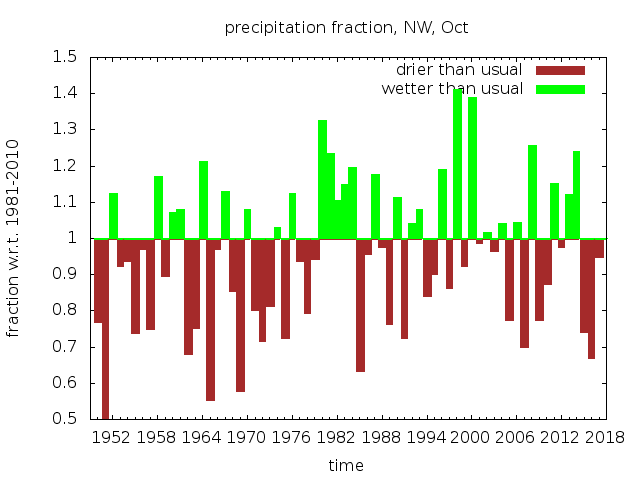 precipitation fraction, NW, Oct
drier than usual
wetter than usual
fraction w.r.t. 1981-2010
1.5
1.4
1.3
1.2
1.1
1
0.9
0.8
0.7
0.6
0.5
1952 1958 1964 1970 1976 1982 1988 1994 2000 2006 2012 2018
time